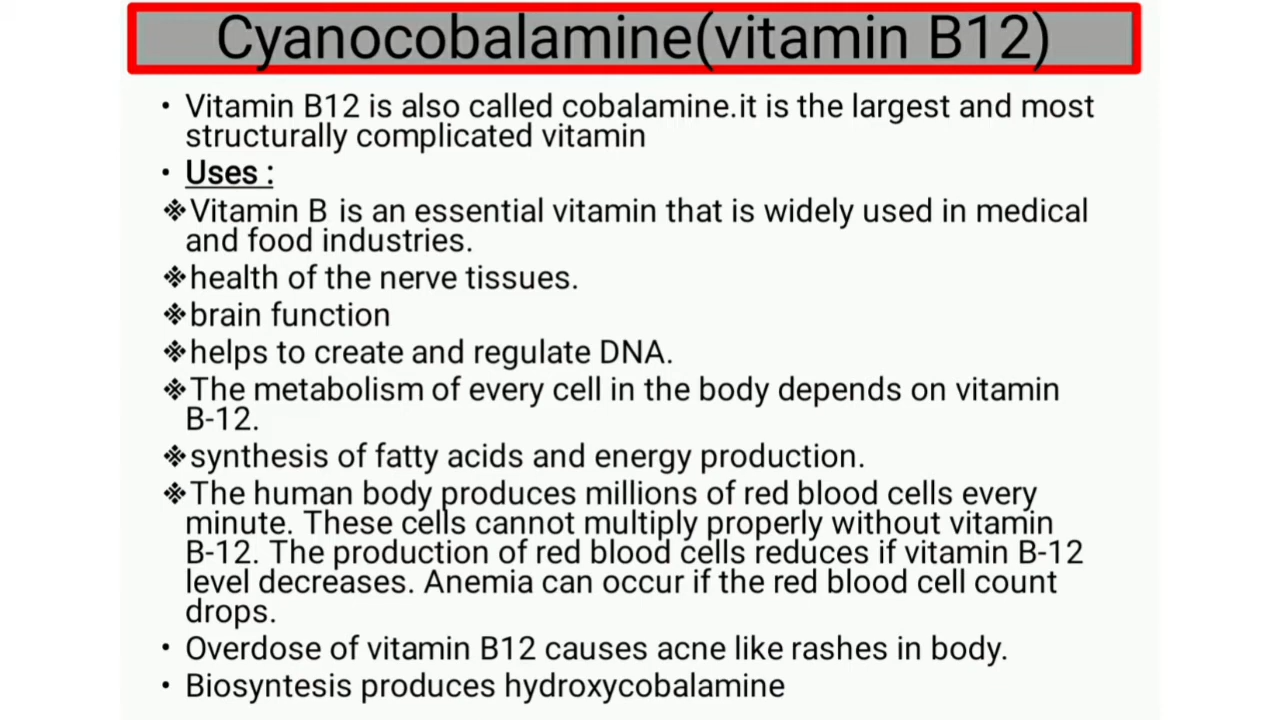 Cyanocobalamine(vitamin B12)
• Vitamin B12 is also called cobalamine.it is the largest and most
structurally complicated vitamin
• Uses :
❖Vitamin B is an essential vitamin that is widely used in medical
and food industries.
❖health of the nerve tissues.
❖brain function
❖helps to create and regulate DNA.
❖The metabolism of every cell in the body depends on vitamin
B-12.
❖synthesis of fatty acids and energy production.
❖The human body produces millions of red blood cells every
minute. These cells cannot multiply properly without vitamin
B-12. The production of red blood cells reduces if vitamin B-12
level decreases. Anemia can occur if the red blood cell count
drops.
• Overdose of vitamin B12 causes acne like rashes in body.
• Biosyntesis produces hydroxycobalamine